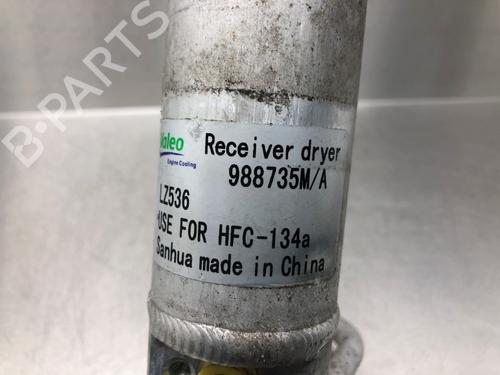 B-PARTS
Valeo Receiver dryer
Engine Cooling 988735M/A
LZ536
USE FOR HFC-134a
Sanhua made in China